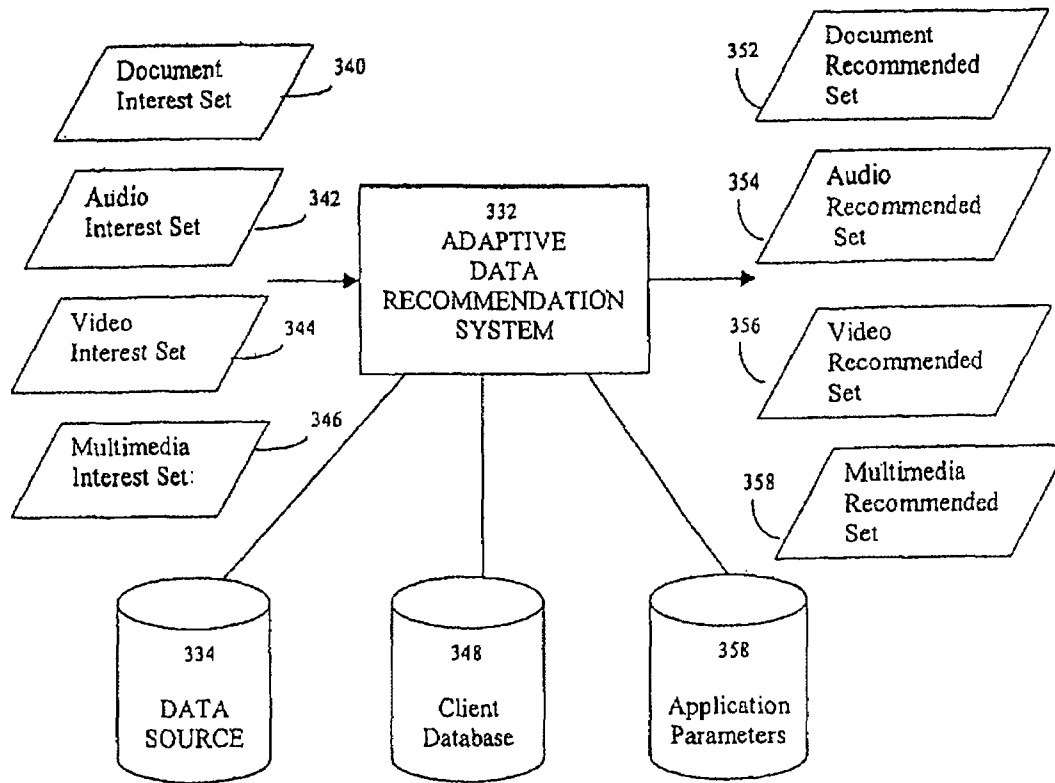 Document
Interest Set
340
Audio
Interest Set
342
Video
Interest Set
344
Multimedia
Interest Set:
346
332
ADAPTIVE
DATA
RECOMMENDATION
SYSTEM
352
Document
Recommended
Set
354
Audio
Recommended
Set
356
Video
Recommended
Set
358
Multimedia
Recommended
Set
334
DATA
SOURCE
348
Client
Database
358
Application
Parameters